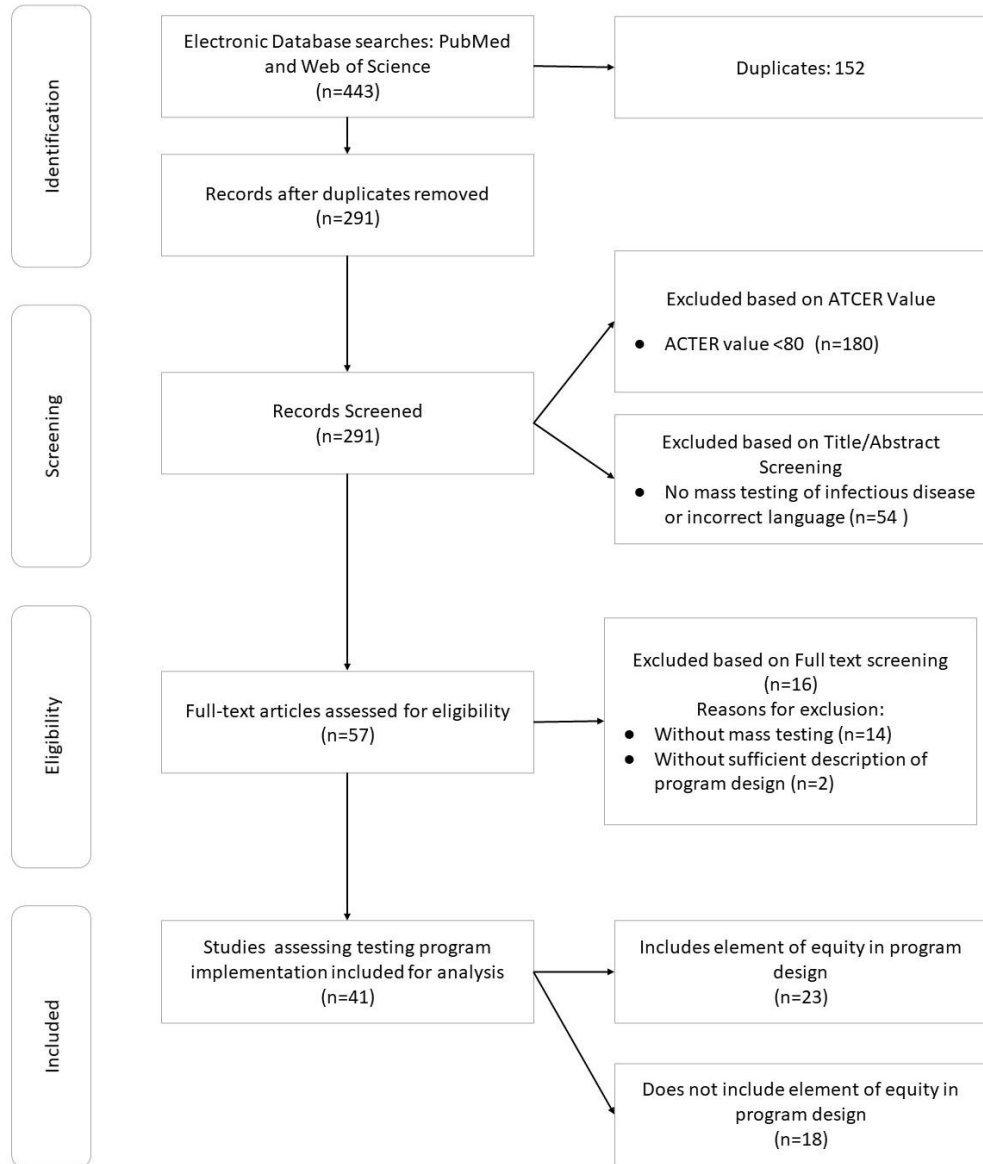 Identification
Electronic Database searches: PubMed
and Web of Science
(n=443)
Duplicates: 152
Records after duplicates removed
(n=291)
Screening
Records Screened
(n=291)
Excluded based on ATCER Value
● ACTER value <80 (n=180)
Excluded based on Title/Abstract
Screening
● No mass testing of infectious disease
or incorrect language (n=54 )
Eligibility
Full-text articles assessed for eligibility
(n=57)
Excluded based on Full text screening
(n=16)
Reasons for exclusion:
● Without mass testing (n=14)
● Without sufficient description of
program design (n=2)
Included
Studies assessing testing program
implementation included for analysis
(n=41)
Includes element of equity in program
design
(n=23)
Does not include element of equity in
program design
(n=18)